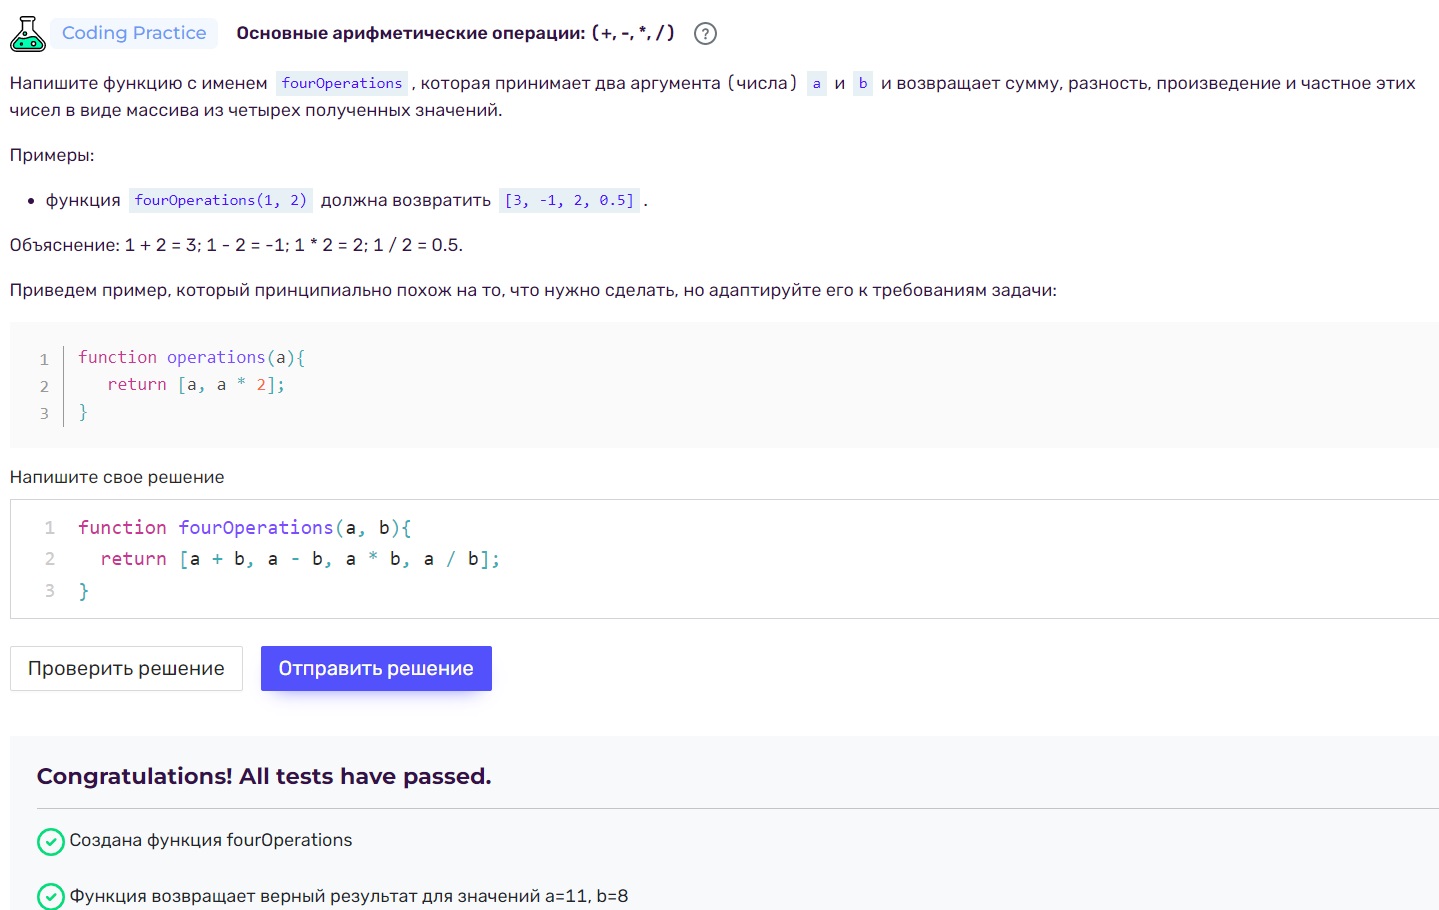 Coding Practice Основные арифметические операции: (+, -, *, /) ?
Напишите функцию с именем fourOperations , которая принимает два аргумента (числа) a и b и возвращает сумму, разность, произведение и частное этих
чисел в виде массива из четырех полученных значений.
Примеры:
• функция fourOperations(1, 2) должна возвратить [3, -1, 2, 0.5] .
Объяснение: 1 + 2 = 3; 1 - 2 = -1; 1 * 2 = 2; 1 / 2 = 0.5.
Приведем пример, который принципиально похож на то, что нужно сделать, но адаптируйте его к требованиям задачи:
1 function operations(a){
2 return [a, a * 2];
3 }
Напишите свое решение
1 function fourOperations(a, b){
2 return [a + b, a - b, a * b, a / b];
3 }
Проверить решение Отправить решение
Congratulations! All tests have passed.
Создана функция fourOperations
Функция возвращает верный результат для значений a=11, b=8